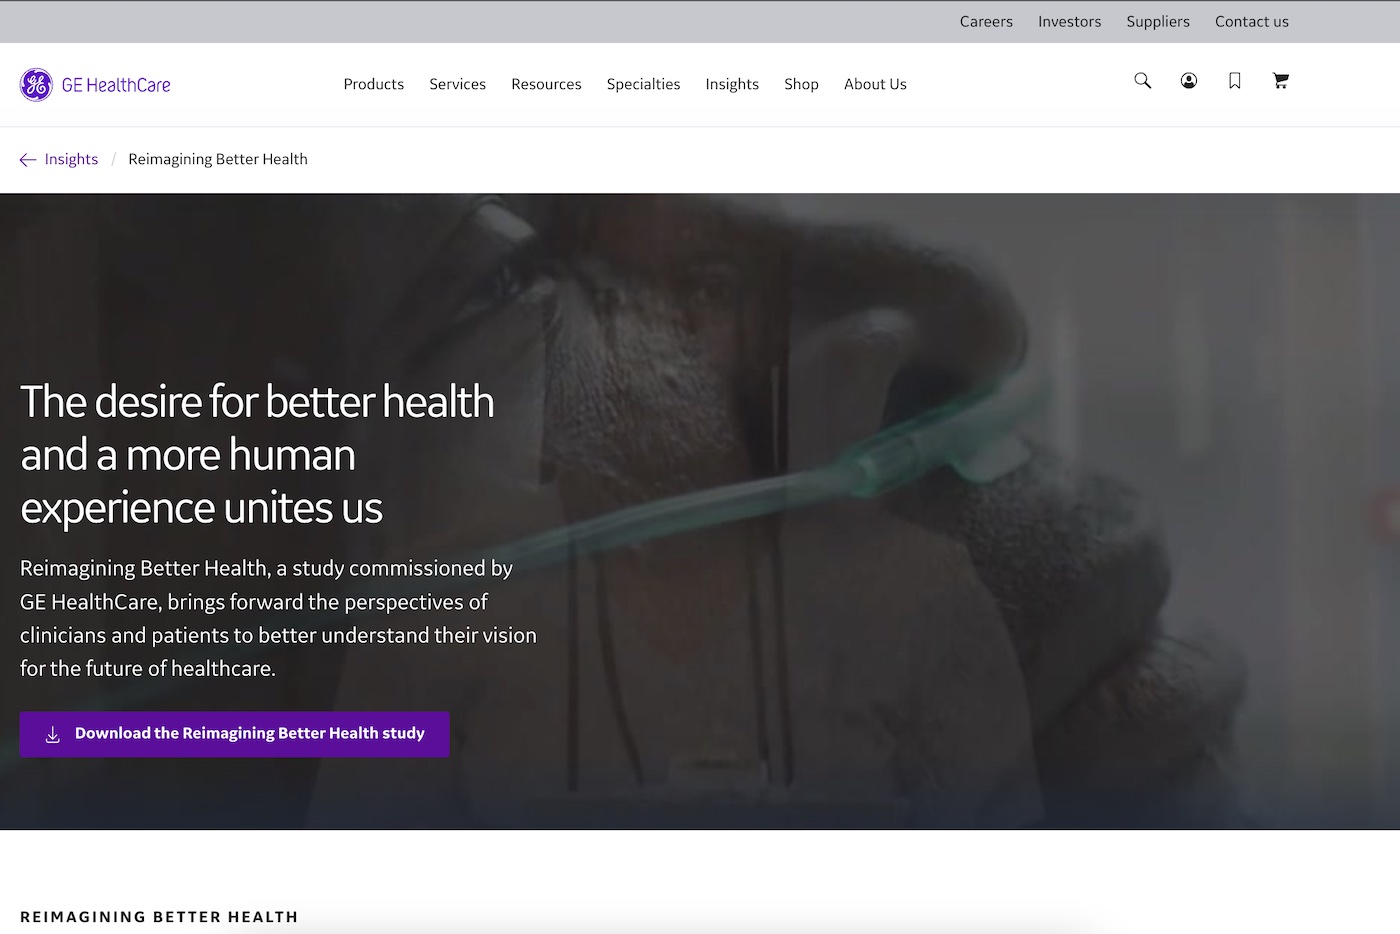 Careers Investors Suppliers Contact us
GE HealthCare Products Services Resources Specialties Insights Shop About Us
Insights / Reimagining Better Health
The desire for better health
and a more human
experience unites us
Reimagining Better Health, a study commissioned by
GE HealthCare, brings forward the perspectives of
clinicians and patients to better understand their vision
for the future of healthcare.
Download the Reimagining Better Health study
REIMAGINING BETTER HEALTH